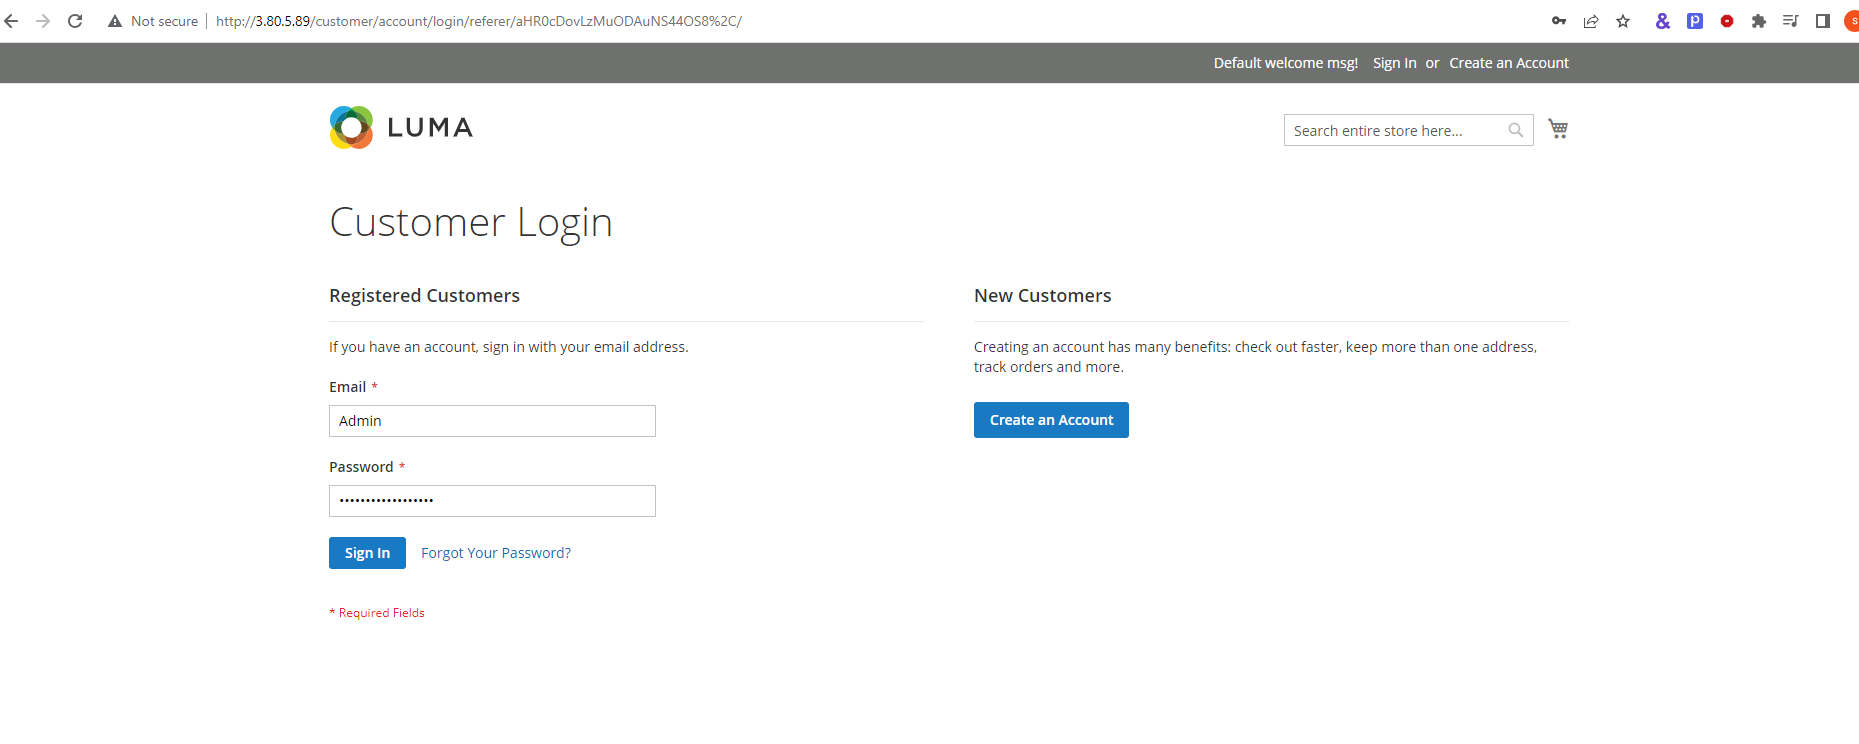 Not secure http://3.80.5.89/customer/account/login/referer/aHR0cDovLzMuODAuNS44OS8%2C/
Default welcome msg! Sign In or Create an Account
LUMA
Search entire store here...
Customer Login
Registered Customers
If you have an account, sign in with your email address.
Email *
Admin
Password *
••••••••••••••••••
Sign In Forgot Your Password?
* Required Fields
New Customers
Creating an account has many benefits: check out faster, keep more than one address,
track orders and more.
Create an Account